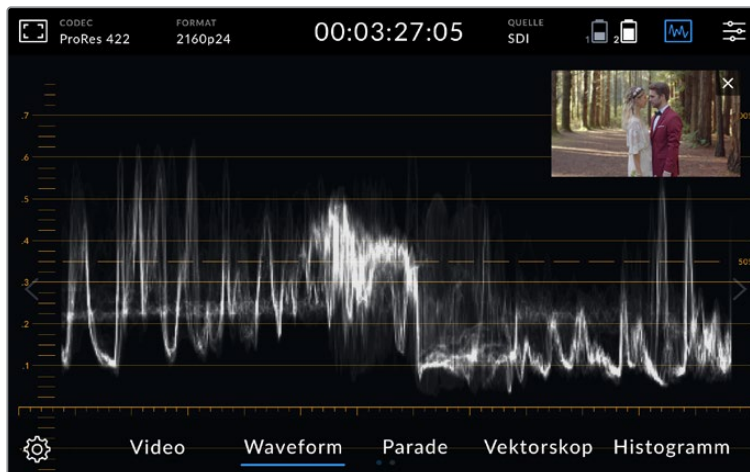 CODEC
ProRes 422
FORMAT
2160p24
00:03:27:05
QUELLE
SDI
1
2
.7
.6
.5
.4
.3
.2
.1
Video
Waveform
Parade
Vektorskop
Histogramm